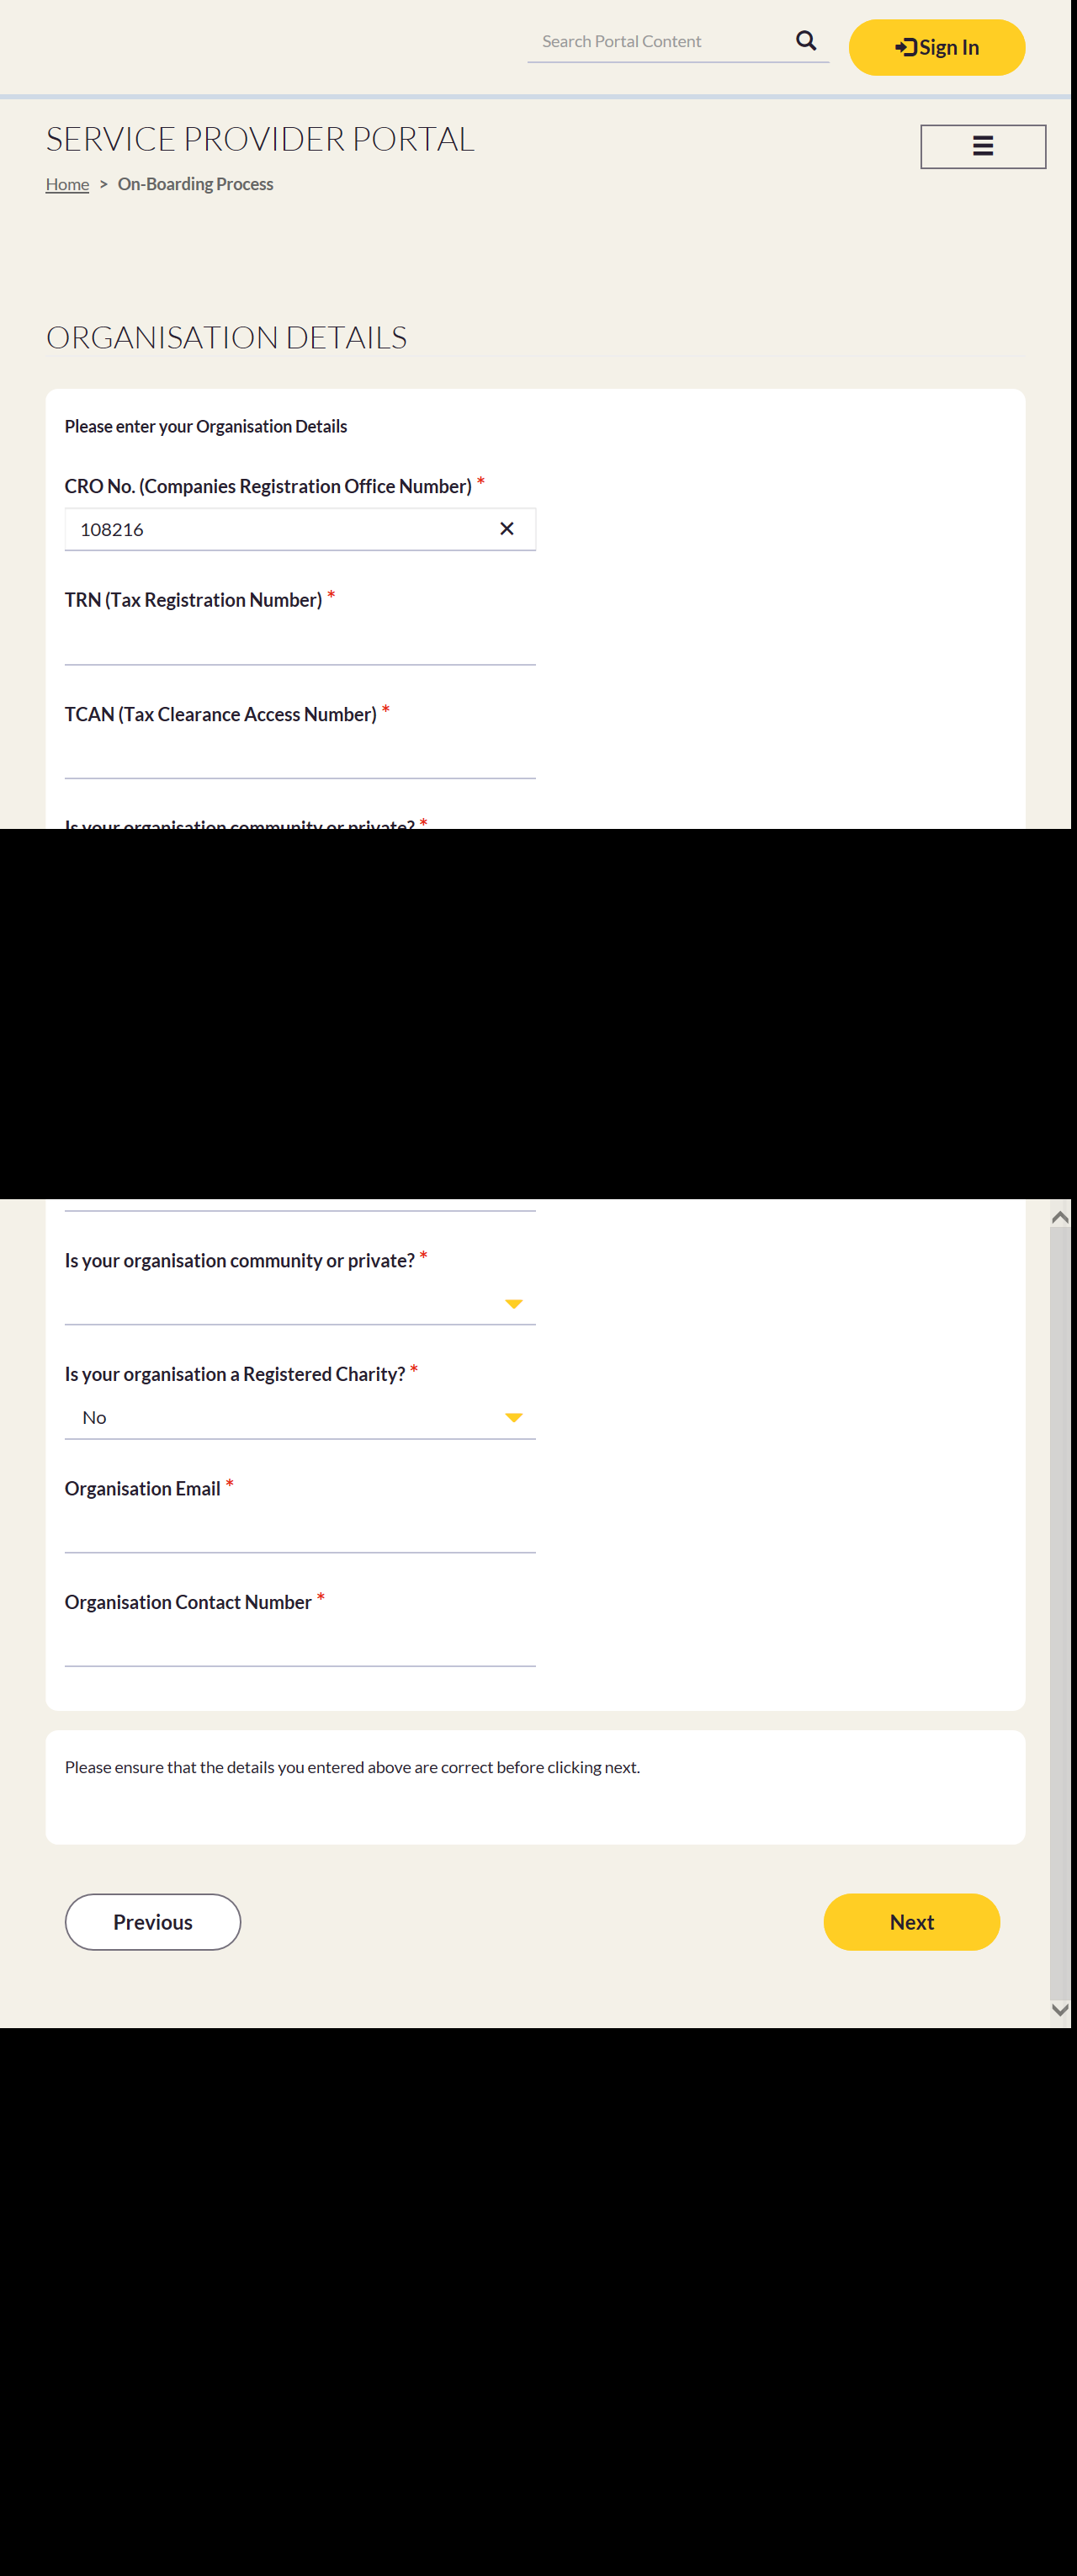 Search Portal Content
Sign In
SERVICE PROVIDER PORTAL
Home > On-Boarding Process
ORGANISATION DETAILS
Please enter your Organisation Details
CRO No. (Companies Registration Office Number) *
108216
TRN (Tax Registration Number) *
TCAN (Tax Clearance Access Number) *
Is your organisation community or private? *
Is your organisation community or private? *
Is your organisation a Registered Charity? *
No
Organisation Email *
Organisation Contact Number *
Please ensure that the details you entered above are correct before clicking next.
Previous
Next